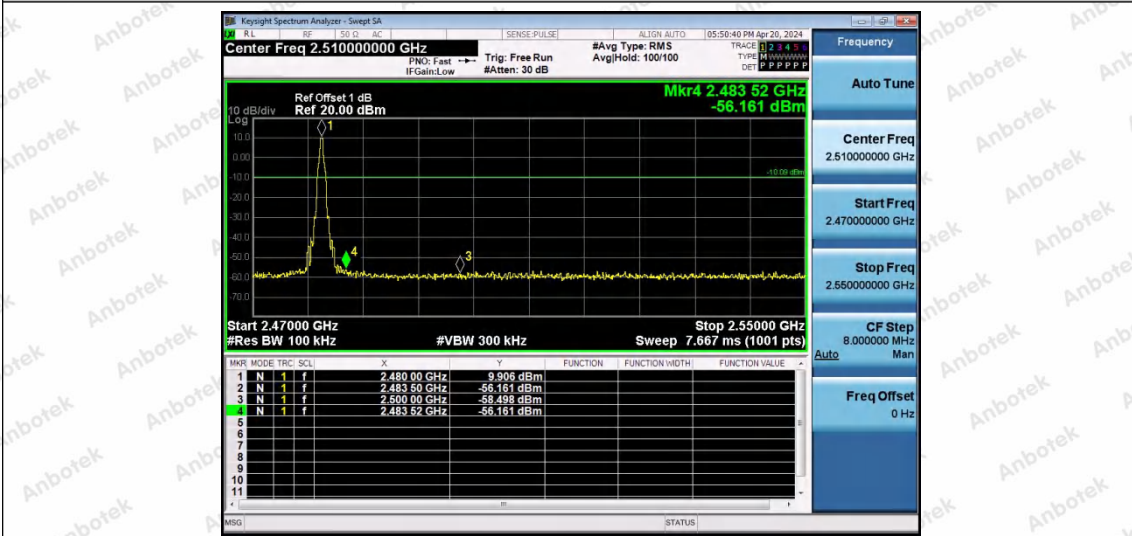 Keysight Spectrum Analyzer - Swept SA
RL RF 50 Ω AC SENSE:PULSE ALIGN AUTO 05:50:40 PM Apr 20, 2024
Center Freq 2.510000000 GHz
PNO: Fast
IFGain:Low
Trig: Free Run
#Atten: 30 dB
#Avg Type: RMS
Avg|Hold: 100/100
TRACE 1 2 3 4 5 6
TYPE M W W W W W
DET P P P P P P
Frequency
Auto Tune
Center Freq
2.510000000 GHz
Start Freq
2.470000000 GHz
Stop Freq
2.550000000 GHz
CF Step
8.000000 MHz
Auto Man
Freq Offset
0 Hz
Mkr4 2.483 52 GHz
-56.161 dBm
Ref Offset 1 dB
10 dB/div Ref 20.00 dBm
Log
1
10.0
0.00
-10.0
-10.09 dBm
-20.0
-30.0
-40.0
-50.0
4
3
-60.0
-70.0
Start 2.47000 GHz Stop 2.55000 GHz
#Res BW 100 kHz #VBW 300 kHz Sweep 7.667 ms (1001 pts)
MKR MODE TRC SCL X Y FUNCTION FUNCTION WIDTH FUNCTION VALUE
1 N 1 f 2.480 00 GHz 9.906 dBm
2 N 1 f 2.483 50 GHz -56.161 dBm
3 N 1 f 2.500 00 GHz -58.498 dBm
4 N 1 f 2.483 52 GHz -56.161 dBm
5
6
7
8
9
10
11
MSG STATUS
Anbotek